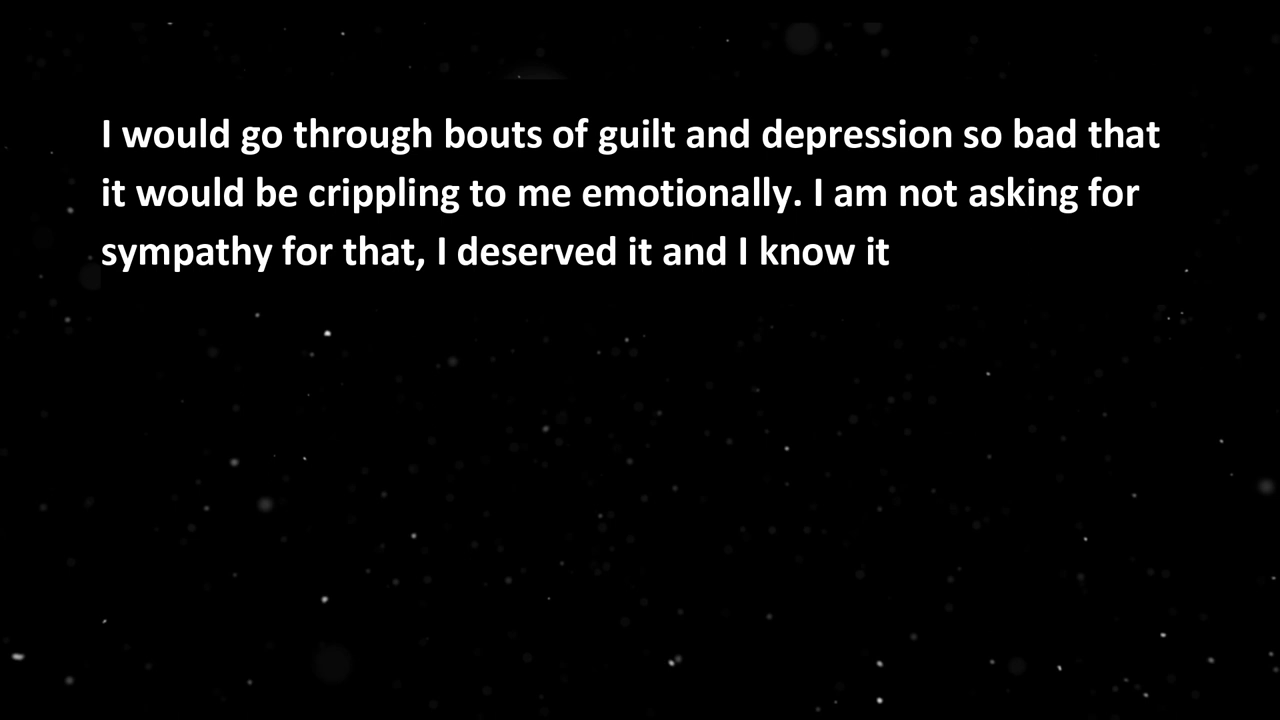 I would go through bouts of guilt and depression so bad that
it would be crippling to me emotionally. I am not asking for
sympathy for that, I deserved it and I know it